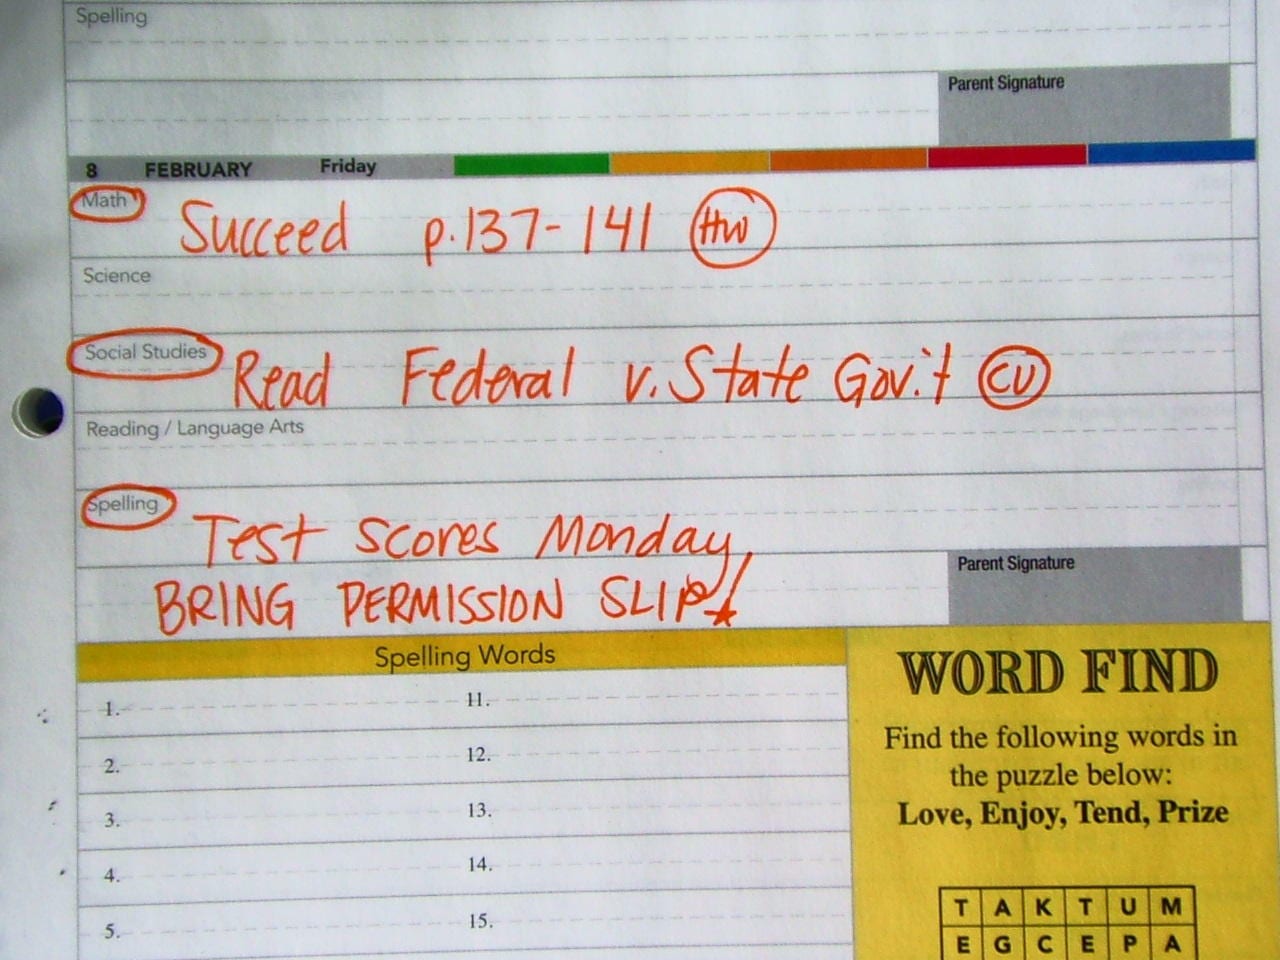 Spelling
Parent Signature
8 FEBRUARY Friday
Math Succeed p.137-141 HW
Science
Social Studies Read Federal v. State Gov.t CW
Reading / Language Arts
Spelling Test scores Monday,
BRING PERMISSION SLIP!
Parent Signature
Spelling Words
1. 11.
2. 12.
3. 13.
4. 14.
5. 15.
WORD FIND
Find the following words in
the puzzle below:
Love, Enjoy, Tend, Prize
T A K T U M
E G C E P A